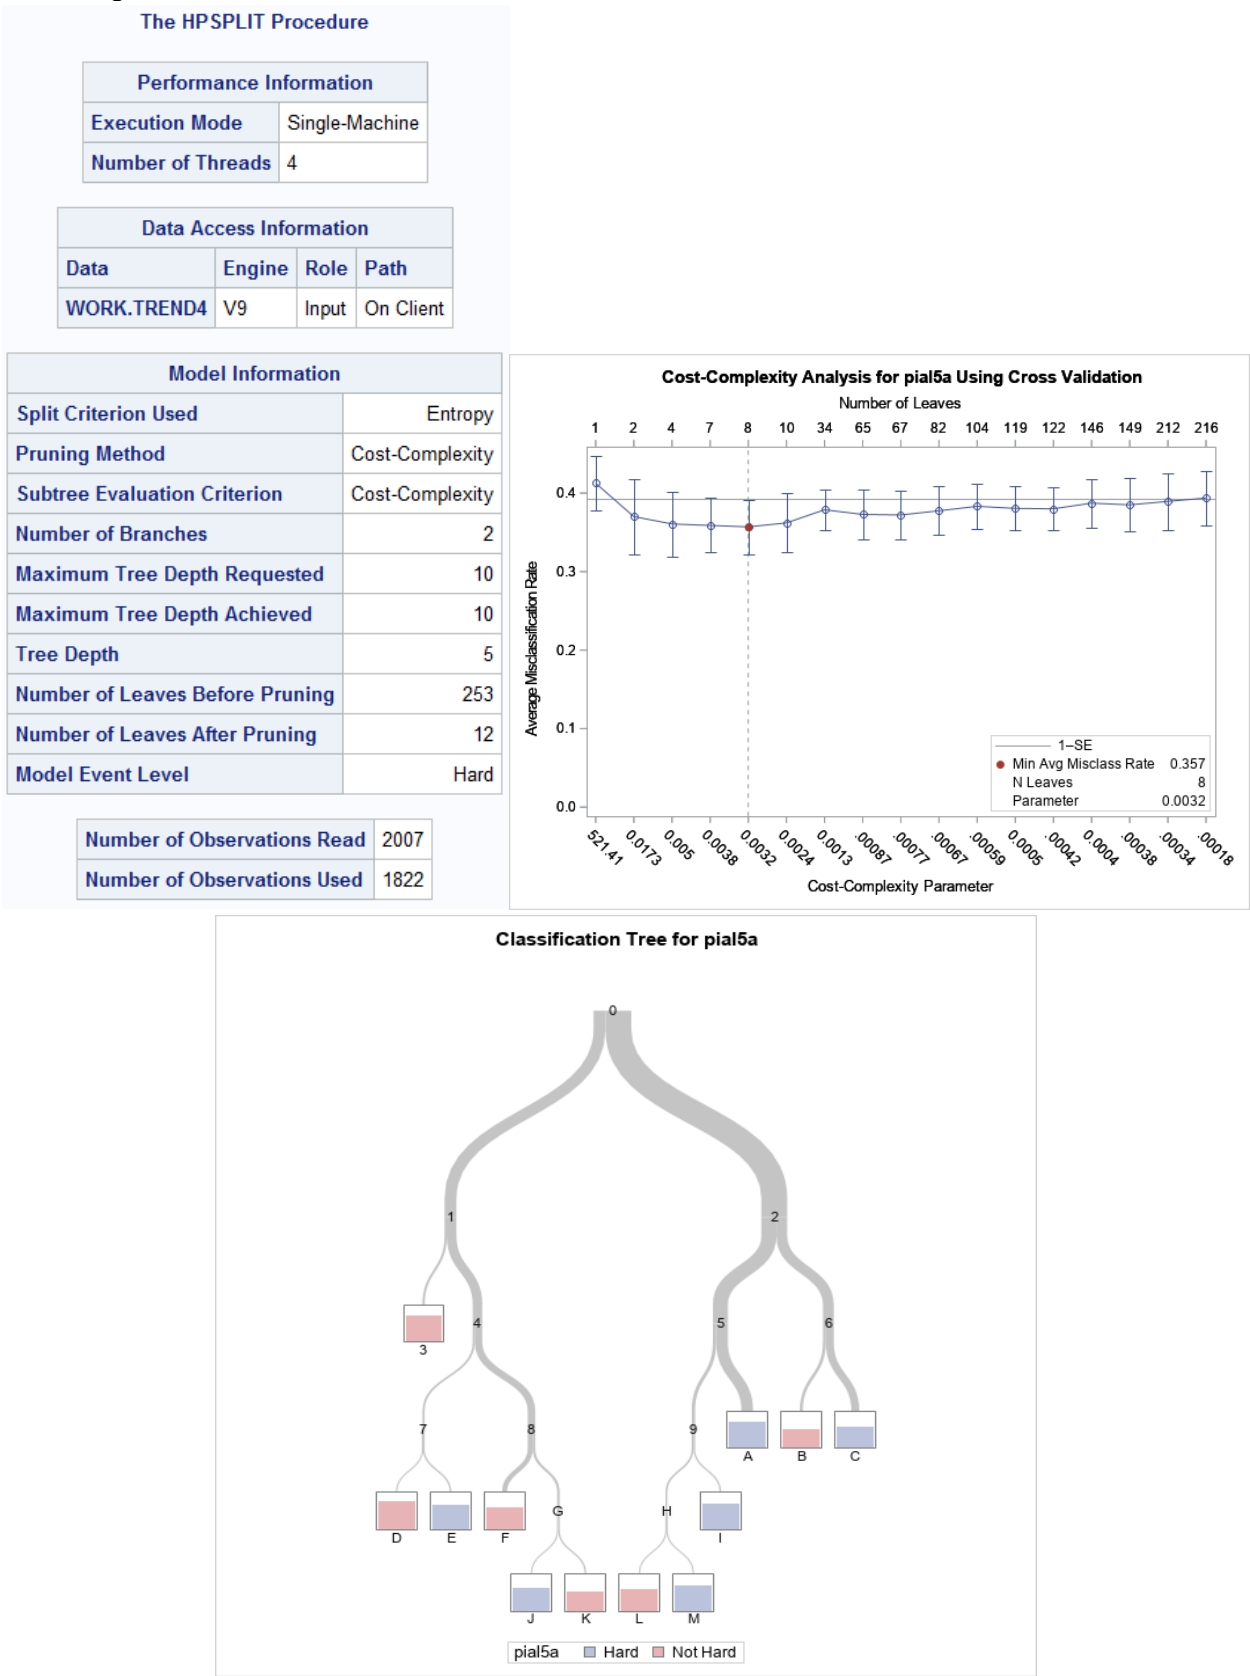 The HPSPLIT Procedure
Performance Information
Execution Mode Single-Machine
Number of Threads 4
Data Access Information
Data Engine Role Path
WORK.TREND4 V9 Input On Client
Model Information
Split Criterion Used Entropy
Pruning Method Cost-Complexity
Subtree Evaluation Criterion Cost-Complexity
Number of Branches 2
Maximum Tree Depth Requested 10
Maximum Tree Depth Achieved 10
Tree Depth 5
Number of Leaves Before Pruning 253
Number of Leaves After Pruning 12
Model Event Level Hard
Number of Observations Read 2007
Number of Observations Used 1822
Cost-Complexity Analysis for pial5a Using Cross Validation
Number of Leaves
1 2 4 7 8 10 34 65 67 82 104 119 122 146 149 212 216
Average Misclassification Rate
0.4
0.3
0.2
0.1
0.0
1–SE
Min Avg Misclass Rate 0.357
N Leaves 8
Parameter 0.0032
521.41 0.0173 0.005 0.0038 0.0032 0.0024 0.0013 .00087 .00077 .00067 .00059 0.0005 .00042 0.0004 .00038 .00034 .00018
Cost-Complexity Parameter
Classification Tree for pial5a
0
1 2
3 4 5 6
7 8 9 A B C
D E F G H I
J K L M
pial5a Hard Not Hard